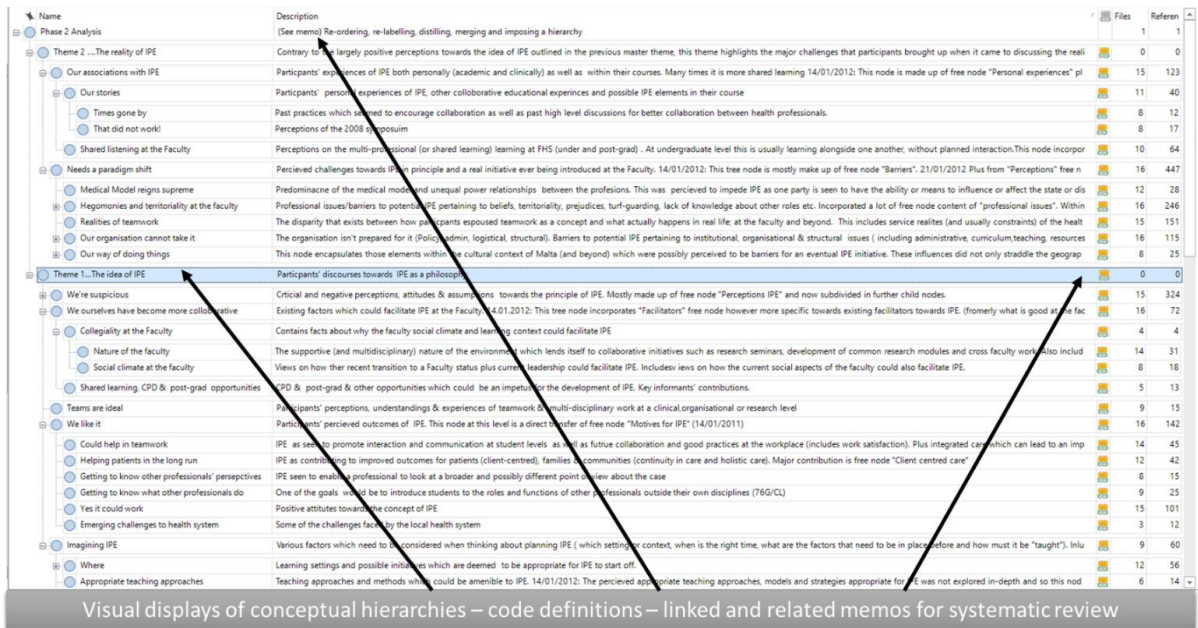 Name Description Files Referen
Phase 2 Analysis (See memo) Re-ordering, re-labelling, distilling, merging and imposing a hierarchy 1 1
Theme 2 ....The reality of IPE Contrary to the largely positive perceptions towards the idea of IPE outlined in the previous master theme, this theme highlights the major challenges that participants brought up when it came to discussing the reali 0 0
Our associations with IPE Partcipants' experiences of IPE both personally (academic and clinically) as well as within their courses. Many times it is more shared learning 14/01/2012: This node is made up of free node "Personal experiences" pl 15 123
Our stories Partcipants' personal experiences of IPE, other collaborative educational experinces and possible IPE elements in their course 11 40
Times gone by Past practices which seemed to encourage collaboration as well as past high level discussions for better collaboration between health professionals. 8 12
That did not work! Perceptions of the 2008 symposuim 8 17
Shared listening at the Faculty Perceptions on the multi-professional (or shared learning) learning at FHS (under and post-grad) . At undergraduate level this is usually learning alongside one another, without planned interaction.This node incorpor 10 64
Needs a paradigm shift Percieved challenges towards IPE in principle and a real initiative ever being introduced at the Faculty. 14/01/2012: This tree node is mostly make up of free node "Barriers". 21/01/2012 Plus from "Perceptions IPE" free n 16 447
Medical Model reigns supreme Predominacne of the medical model and unequal power relationships between the profesions. This was percieved to impede IPE as one party is seen to have the ability or means to influence or affect the state or dis 12 28
Hegomonies and territoriality at the faculty Professional issues/barriers to potential IPE pertaining to beliefs, territoriality, prejudices, turf-guarding, lack of knowledge about other roles etc. Incorporated a lot of free node content of "professional issues". Within 16 246
Realities of teamwork The disparity that exists between how participants espoused teamwork as a concept and what actually happens in real life; at the faculty and beyond. This includes service realites (and usually constraints) of the healt 15 151
Our organisation cannot take it The organisation isn't prepared for it (Policy, admin, logistical, structural). Barriers to potential IPE pertaining to institutional, organisational & structural issues ( including administrative, curriculum,teaching, resources 16 115
Our way of doing things This node encapsulates those elements within the cultural context of Malta (and beyond) which were possibly perceived to be barriers for an eventual IPE initiative. These influences did not only straddle the geograp 8 25
Theme 1...The idea of IPE Partcipants' discourses towards IPE as a philosophy 0 0
We're suspicious Crticial and negative perceptions, attitudes & assumptions towards the principle of IPE. Mostly made up of free node "Perceptions IPE" and now subdivided in further child nodes. 15 324
We ourselves have become more collaborative Existing factors which could facilitate IPE at the Faculty. 14.01.2012: This tree node incorporates "Facilitators" free node however more specific towards existing facilitators towards IPE. (fromerly what is good at the fac 16 72
Collegiality at the Faculty Contains facts about why the faculty social climate and learning context could facilitate IPE 4 4
Nature of the faculty The supportive (and multidisciplinary) nature of the environment which lends itself to collaborative initiatives such as research seminars, development of common research modules and cross faculty work. Also includ 14 31
Social climate at the faculty Views on how ther recent transition to a Faculty status plus current leadership could facilitate IPE. Includesv iews on how the current social aspects of the faculty could also facilitate IPE. 8 18
Shared learning, CPD & post-grad opportunities CPD & post-grad & other opportunities which could be an impetus for the development of IPE. Key informants' contributions. 5 13
Teams are ideal Participants' perceptions, understandings & experiences of teamwork & multi-disciplinary work at a clinical,organisational or research level 9 15
We like it Partcipants' percieved outcomes of IPE. This node at this level is a direct transfer of free node "Motives for IPE" (14/01/2011) 16 142
Could help in teamwork IPE as seen to promote interaction and communication at student levels as well as futrue collaboration and good practices at the workplace (includes work satisfaction). Plus integrated care which can lead to an imp 14 45
Helping patients in the long run IPE as contributing to improved outcomes for patients (client-centred), families & communities (continuity in care and holistic care). Major contribution is free node "Client centred care" 12 42
Getting to know other professionals' persepctives IPE seen to enable a professional to look at a broader and possibly different point of view about the case 8 15
Getting to know what other professionals do One of the goals would be to introduce students to the roles and functions of other professionals outside their own disciplines (76G/CL) 9 25
Yes it could work Positive attitutes towards the concept of IPE 15 101
Emerging challenges to health system Some of the challenges faced by the local health system 3 12
Imagining IPE Various factors which need to be considered when thinking about planning IPE ( which setting or context, when is the right time, what are the factors that need to be in place before and how must it be "taught"). Inlu 9 60
Where Learning settings and possible initiatives which are deemed to be appropriate for IPE to start off. 12 56
Appropriate teaching approaches Teaching approaches and methods which could be amenible to IPE. 14/01/2012: The percieved appropriate teaching approaches, models and strategies appropriate for IPE was not explored in-depth and so this nod 6 14
Visual displays of conceptual hierarchies – code definitions – linked and related memos for systematic review